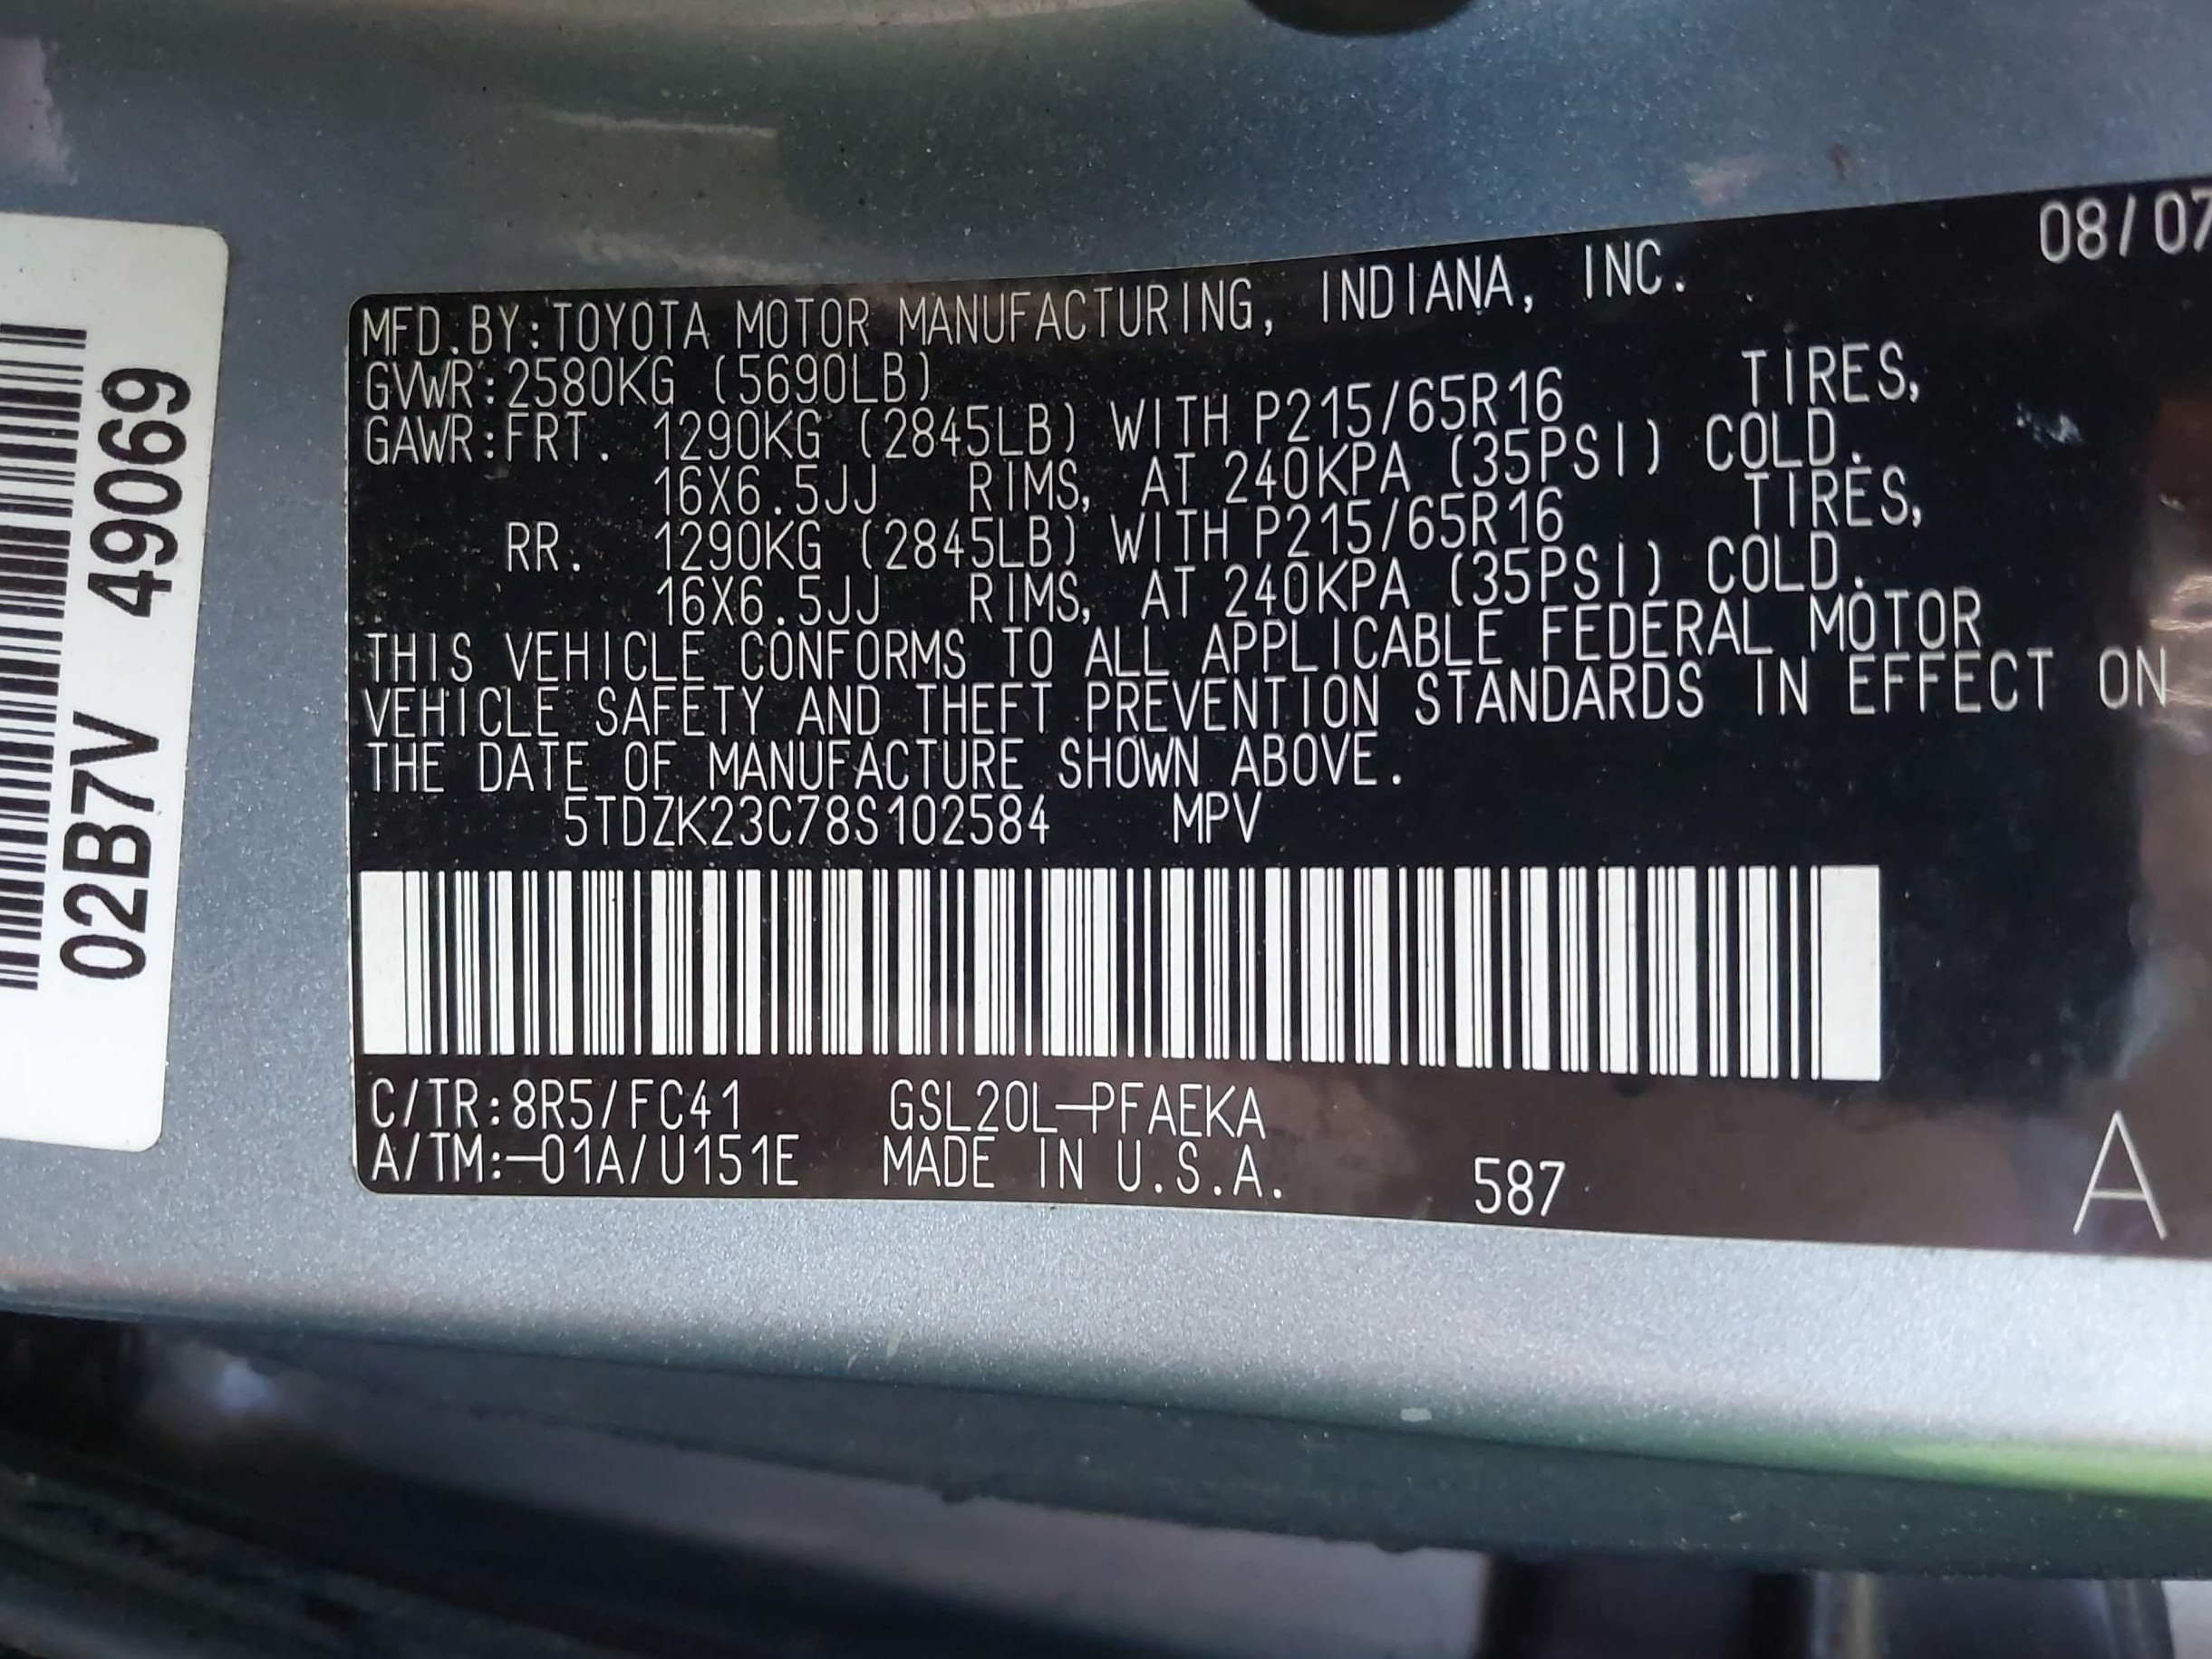 08/07
MFD.BY:TOYOTA MOTOR MANUFACTURING, INDIANA, INC.
GVWR:2580KG (5690LB)
GAWR:FRT. 1290KG (2845LB) WITH P215/65R16 TIRES,
16X6.5JJ RIMS, AT 240KPA (35PSI) COLD.
RR. 1290KG (2845LB) WITH P215/65R16 TIRES,
16X6.5JJ RIMS, AT 240KPA (35PSI) COLD.
THIS VEHICLE CONFORMS TO ALL APPLICABLE FEDERAL MOTOR
VEHICLE SAFETY AND THEFT PREVENTION STANDARDS IN EFFECT ON
THE DATE OF MANUFACTURE SHOWN ABOVE.
5TDZK23C78S102584 MPV
C/TR:8R5/FC41 GSL20L-PFAEKA
A/TM:-01A/U151E MADE IN U.S.A. 587
A
02B7V 49069